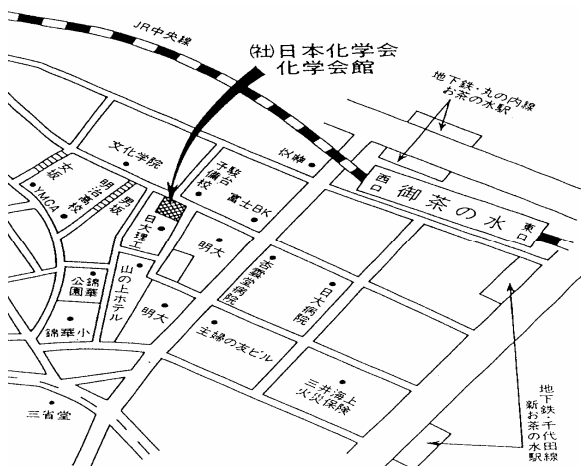 JR中央線
(社)日本化学会
化学会館
地下鉄・丸の内線
お茶の水駅
文化学院
駿台
予備校
富士BK
交番
西口
御茶の水
東口
女坂
YMCA
明治高校
男坂
日大理工
明大
杏雲堂病院
日大病院
錦華
公園
山の上ホテル
明大
錦華小
主婦の友ビル
三井海上
火災保険
三省堂
地下鉄・千代田線
新お茶の水駅